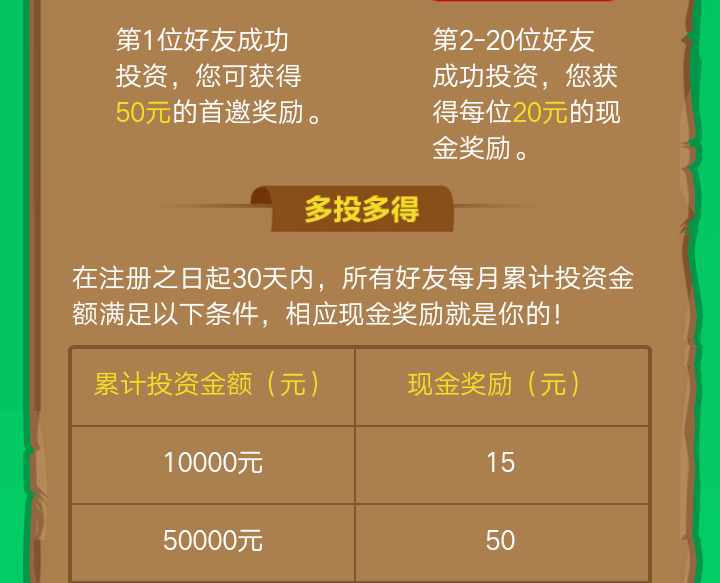 第1位好友成功
投资，您可获得
50元的首邀奖励。
第2-20位好友
成功投资，您获
得每位20元的现
金奖励。
多投多得
在注册之日起30天内，所有好友每月累计投资金
额满足以下条件，相应现金奖励就是你的!
累计投资金额（元） 现金奖励（元）
10000元 15
50000元 50